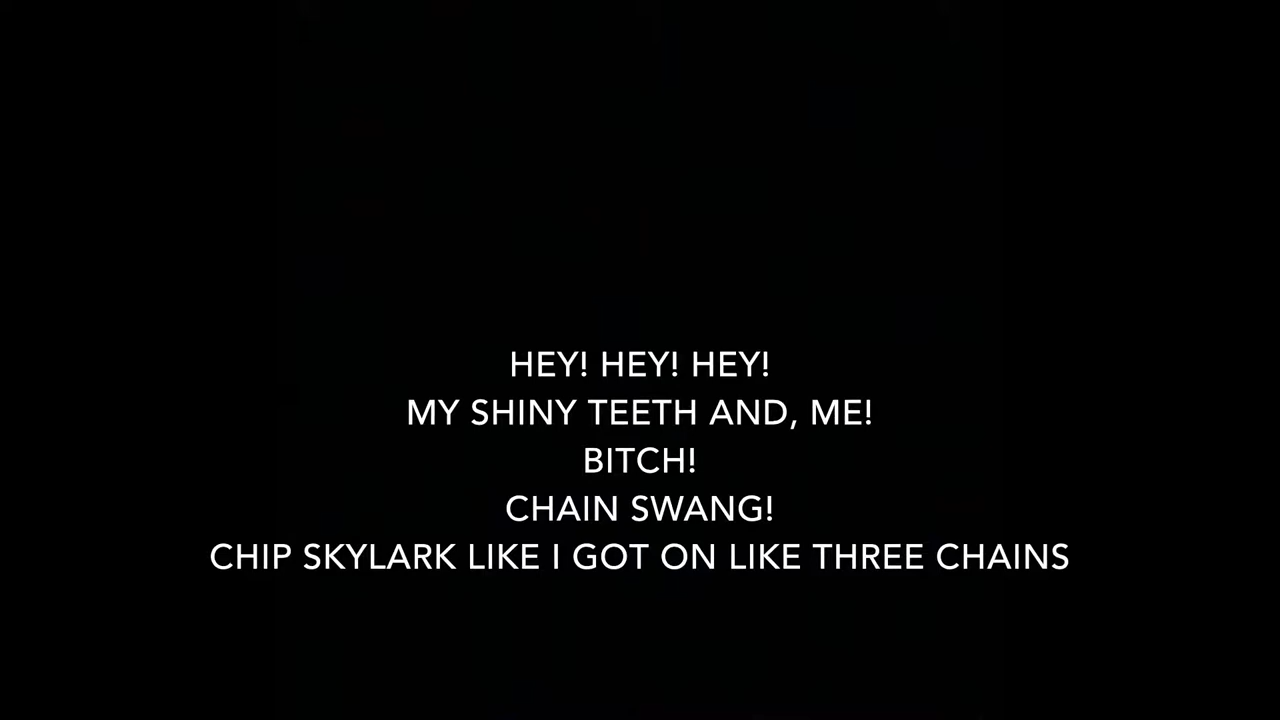 HEY! HEY! HEY!
MY SHINY TEETH AND, ME!
BITCH!
CHAIN SWANG!
CHIP SKYLARK LIKE I GOT ON LIKE THREE CHAINS